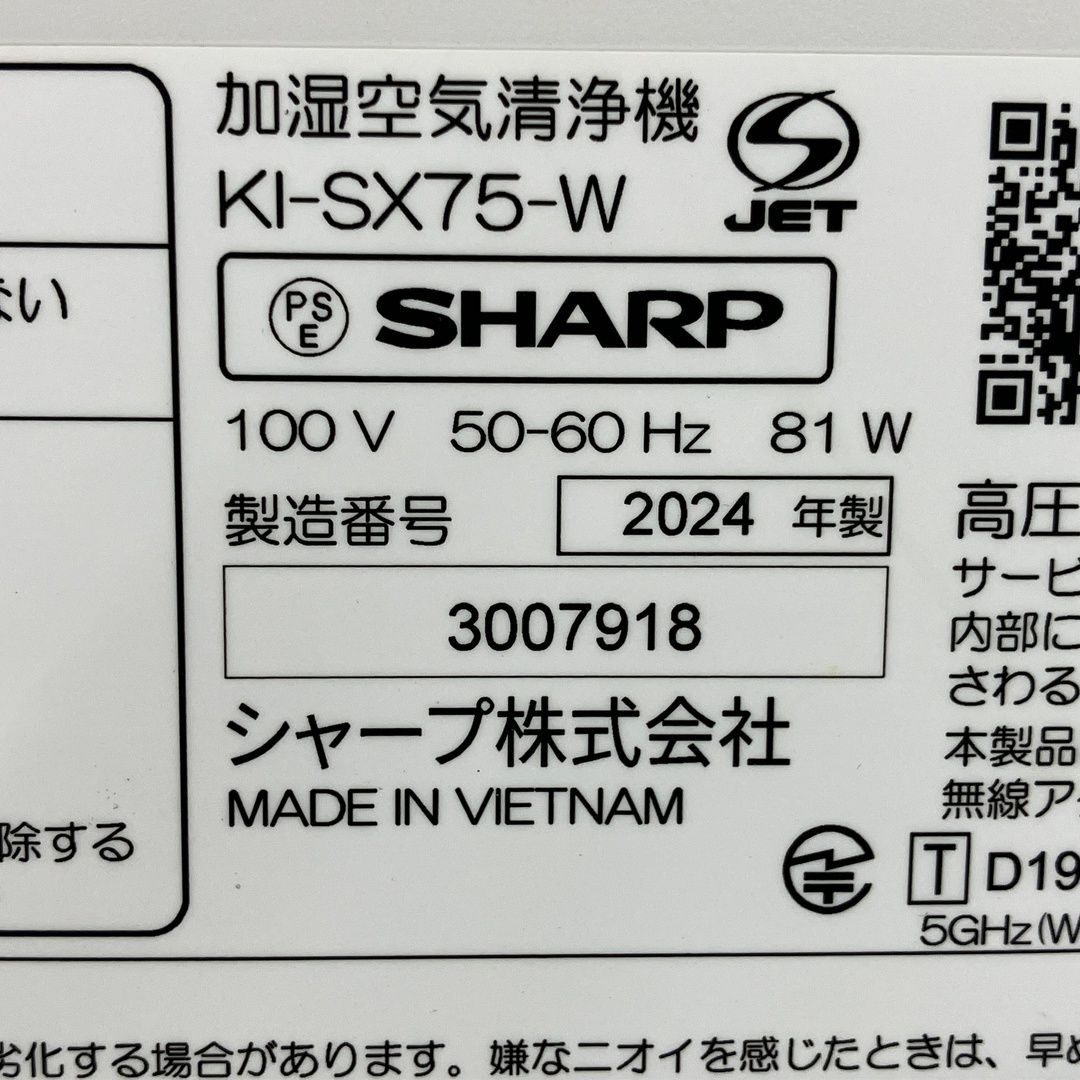 加湿空気清浄機
KI-SX75-W
JET
PS
E
SHARP
100 V 50-60 Hz 81 W
製造番号 2024 年製
3007918
シャープ株式会社
MADE IN VIETNAM
ない
除する
高圧
サービ
内部に
さわる
本製品
無線ア
T D19
5GHz(W
劣化する場合があります。嫌なニオイを感じたときは、早め